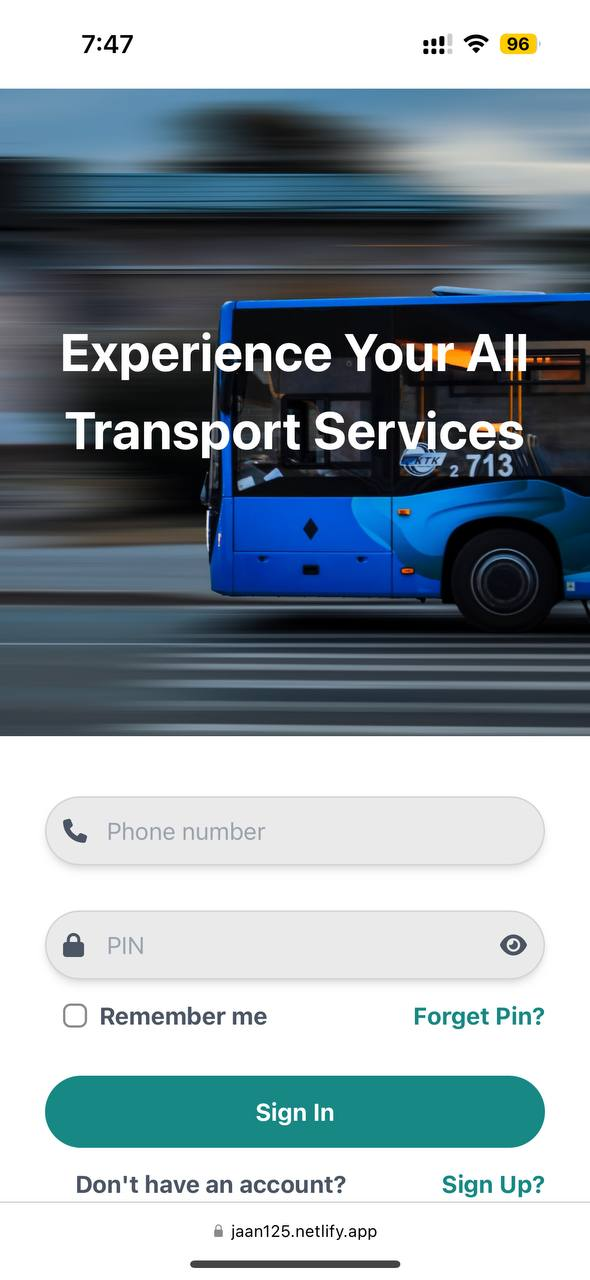 7:47
96
Experience Your All
Transport Services
KTK
2 713
Phone number
PIN
Remember me
Forget Pin?
Sign In
Don't have an account?
Sign Up?
jaan125.netlify.app